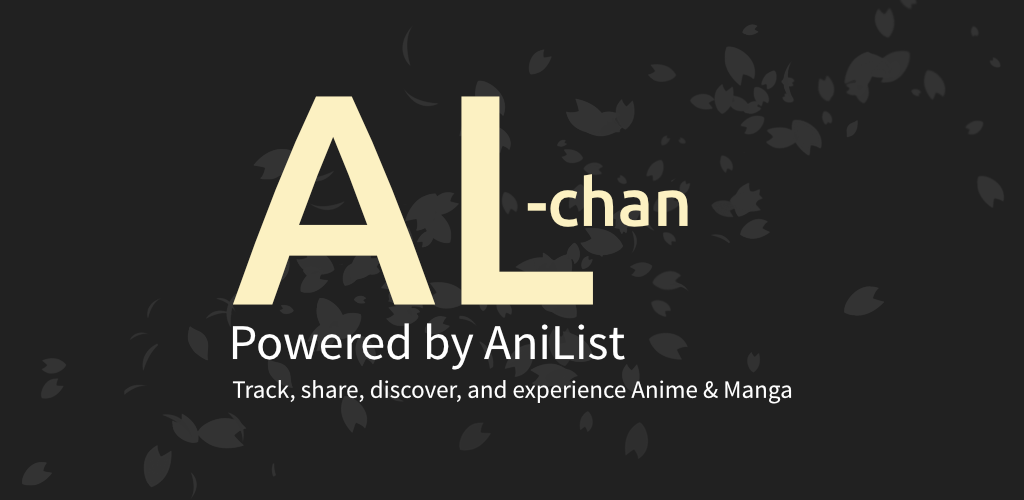 AL-chan
Powered by AniList
Track, share, discover, and experience Anime & Manga